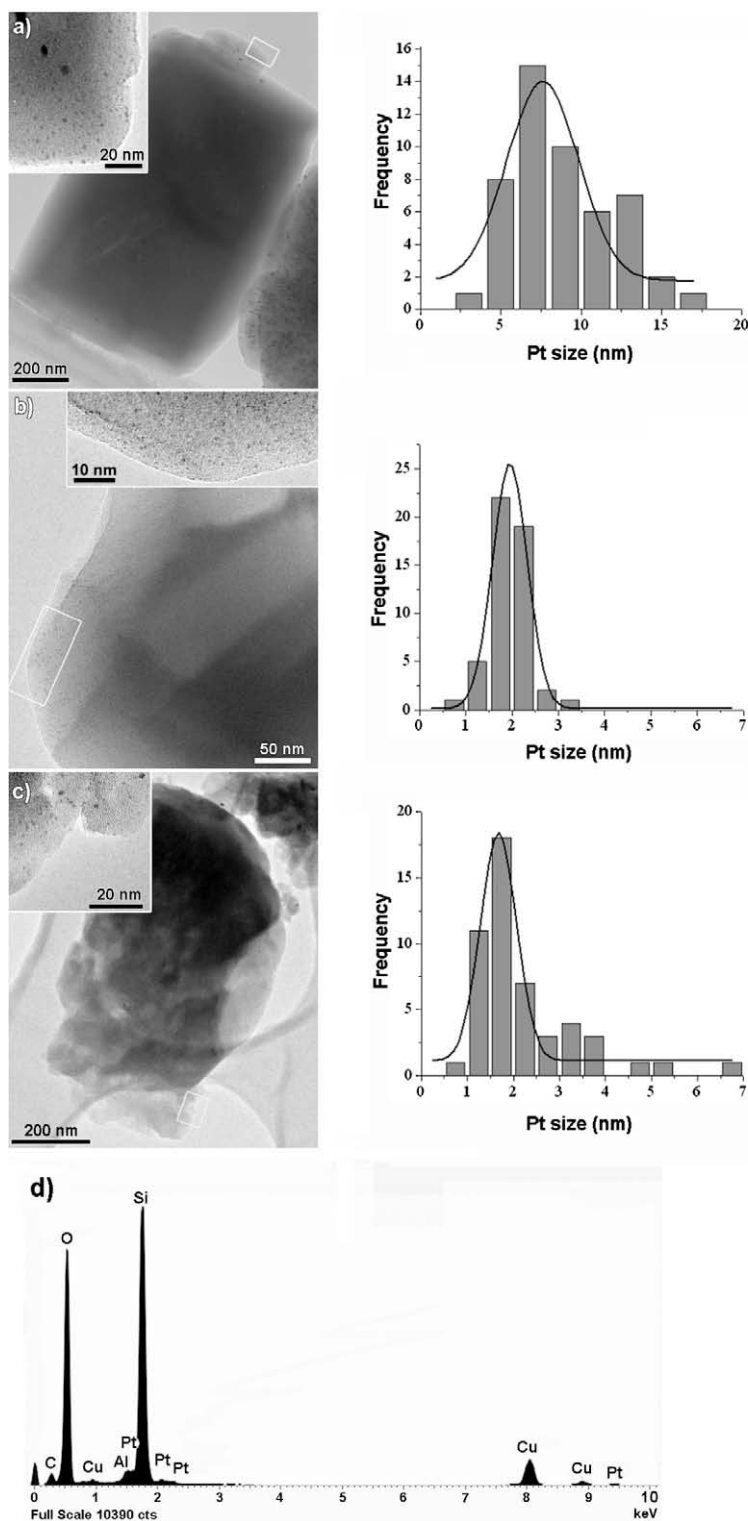 a)
20 nm
200 nm
16
14
12
10
8
6
4
2
0
Frequency
0 5 10 15 20
Pt size (nm)
b)
10 nm
50 nm
25
20
15
10
5
0
Frequency
1 2 3 4 5 6 7
Pt size (nm)
c)
20 nm
200 nm
20
15
10
5
0
Frequency
0 1 2 3 4 5 6 7
Pt size (nm)
d)
Si
O
Pt
C Cu Al Pt Pt
Cu Cu Pt
0 1 2 3 4 5 6 7 8 9 10
Full Scale 10390 cts keV